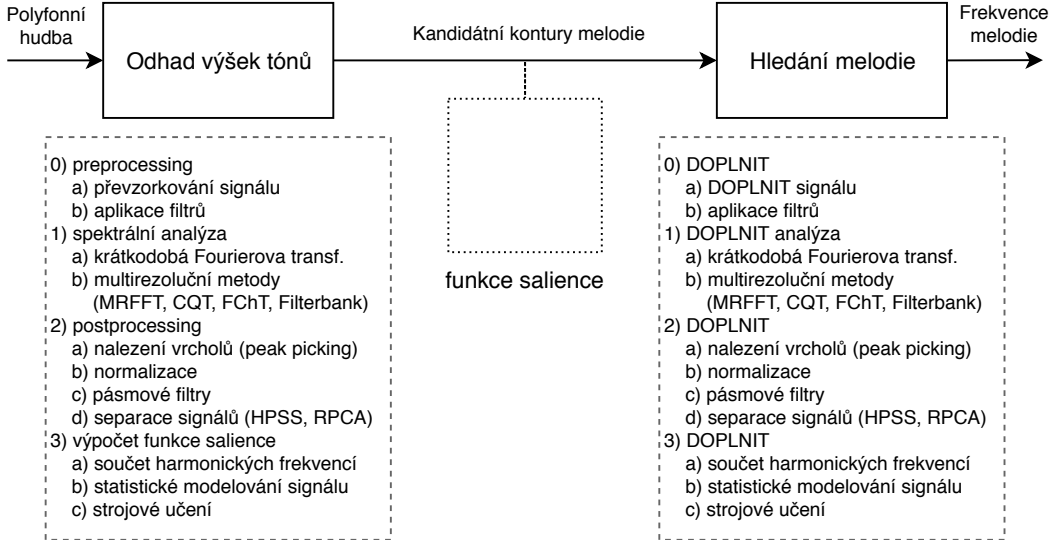 Polyfonní
hudba
Odhad výšek tónů
Kandidátní kontury melodie
Hledání melodie
Frekvence
melodie
0) preprocessing
a) převzorkování signálu
b) aplikace filtrů
1) spektrální analýza
a) krátkodobá Fourierova transf.
b) multirezoluční metody
(MRFFT, CQT, FChT, Filterbank)
2) postprocessing
a) nalezení vrcholů (peak picking)
b) normalizace
c) pásmové filtry
d) separace signálů (HPSS, RPCA)
3) výpočet funkce salience
a) součet harmonických frekvencí
b) statistické modelování signálu
c) strojové učení
funkce salience
0) DOPLNIT
a) DOPLNIT signálu
b) aplikace filtrů
1) DOPLNIT analýza
a) krátkodobá Fourierova transf.
b) multirezoluční metody
(MRFFT, CQT, FChT, Filterbank)
2) DOPLNIT
a) nalezení vrcholů (peak picking)
b) normalizace
c) pásmové filtry
d) separace signálů (HPSS, RPCA)
3) DOPLNIT
a) součet harmonických frekvencí
b) statistické modelování signálu
c) strojové učení